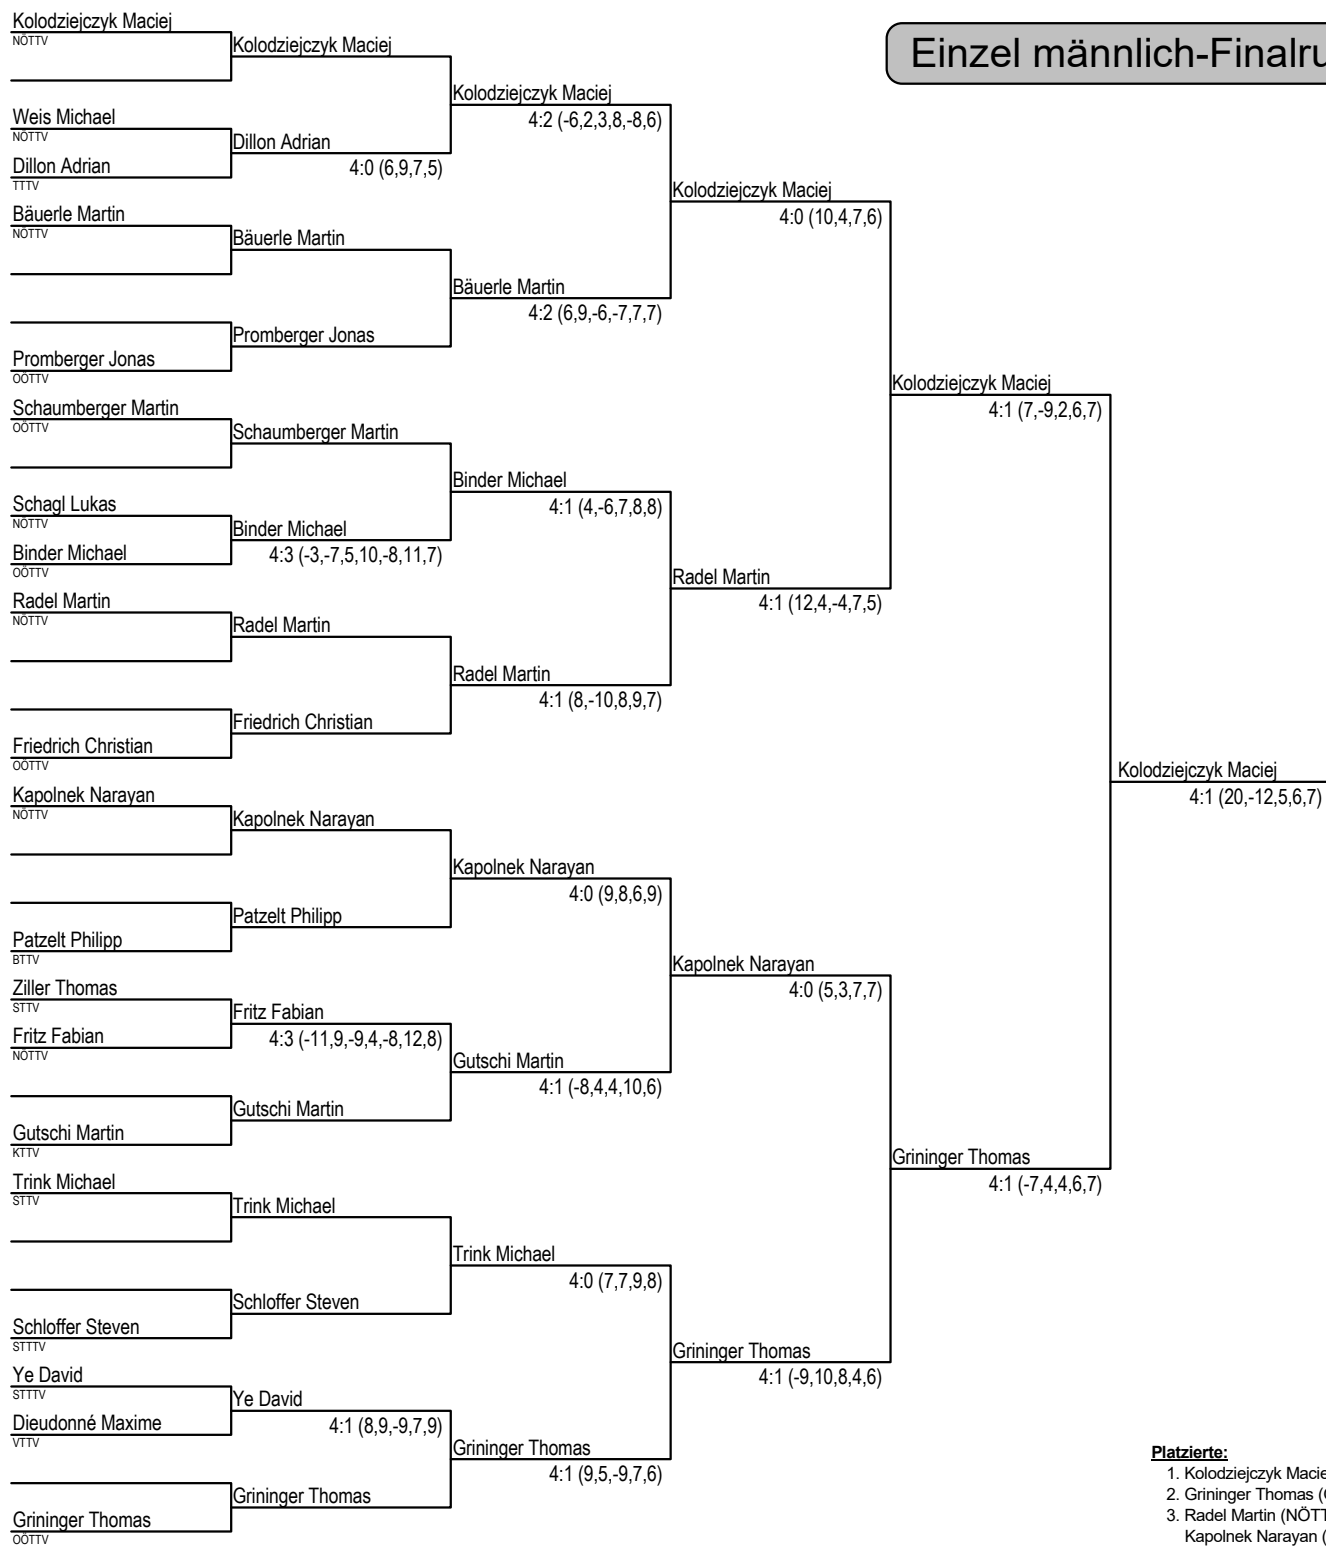 Einzel männlich-Finalru
Kolodziejczyk Maciej
NÖTTV
Weis Michael
NÖTTV
Dillon Adrian
TTTV
Bäuerle Martin
NÖTTV
Promberger Jonas
OÖTTV
Schaumberger Martin
OÖTTV
Schagl Lukas
NÖTTV
Binder Michael
OÖTTV
Radel Martin
NÖTTV
Friedrich Christian
OÖTTV
Kapolnek Narayan
NÖTTV
Patzelt Philipp
BTTV
Ziller Thomas
STTV
Fritz Fabian
NÖTTV
Gutschi Martin
KTTV
Trink Michael
STTV
Schloffer Steven
STTTV
Ye David
STTTV
Dieudonné Maxime
VTTV
Grininger Thomas
OÖTTV
Kolodziejczyk Maciej
Dillon Adrian
4:0 (6,9,7,5)
Bäuerle Martin
Promberger Jonas
Schaumberger Martin
Binder Michael
4:3 (-3,-7,5,10,-8,11,7)
Radel Martin
Friedrich Christian
Kapolnek Narayan
Patzelt Philipp
Fritz Fabian
4:3 (-11,9,-9,4,-8,12,8)
Gutschi Martin
Trink Michael
Schloffer Steven
Ye David
4:1 (8,9,-9,7,9)
Grininger Thomas
Kolodziejczyk Maciej
4:2 (-6,2,3,8,-8,6)
Bäuerle Martin
4:2 (6,9,-6,-7,7,7)
Binder Michael
4:1 (4,-6,7,8,8)
Radel Martin
4:1 (8,-10,8,9,7)
Kapolnek Narayan
4:0 (9,8,6,9)
Gutschi Martin
4:1 (-8,4,4,10,6)
Trink Michael
4:0 (7,7,9,8)
Grininger Thomas
4:1 (9,5,-9,7,6)
Kolodziejczyk Maciej
4:0 (10,4,7,6)
Radel Martin
4:1 (12,4,-4,7,5)
Kapolnek Narayan
4:0 (5,3,7,7)
Grininger Thomas
4:1 (-9,10,8,4,6)
Kolodziejczyk Maciej
4:1 (7,-9,2,6,7)
Grininger Thomas
4:1 (-7,4,4,6,7)
Kolodziejczyk Maciej
4:1 (20,-12,5,6,7)
Platzierte:
1. Kolodziejczyk Macie
2. Grininger Thomas (
3. Radel Martin (NÖTT
Kapolnek Narayan (